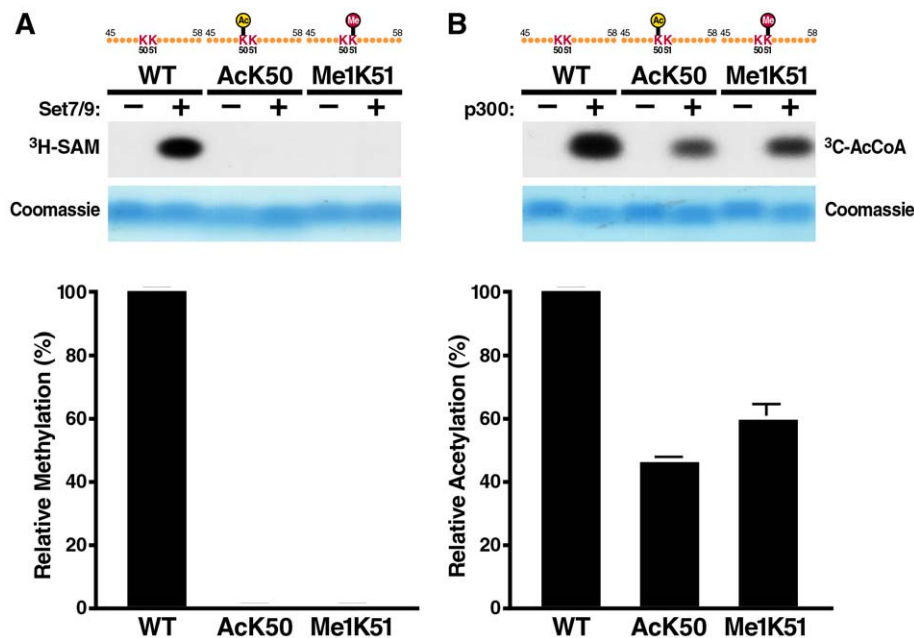 A
Ac
Me
45 58 45 58 45 58
KK KK KK
50 51 50 51 50 51
WT AcK50 Me1K51
Set7/9: − + − + − +
³H-SAM
Coomassie
100
80
60
40
20
0
Relative Methylation (%)
WT AcK50 Me1K51
B
Ac
Me
45 58 45 58 45 58
KK KK KK
50 51 50 51 50 51
WT AcK50 Me1K51
p300: − + − + − +
³C-AcCoA
Coomassie
100
80
60
40
20
0
Relative Acetylation (%)
WT AcK50 Me1K51